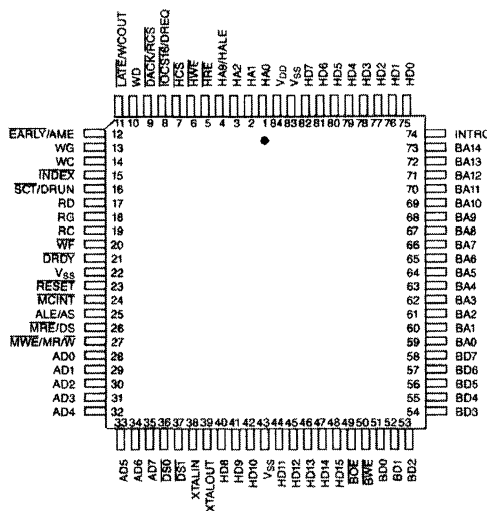 LATE/WCOUT
WD
DACK/RCS
IOCS16/DREQ
HCS
HWE
HRE
HA9/HALE
HA2
HA1
HA0
VDD
VSS
HD7
HD6
HD5
HD4
HD3
HD2
HD1
HD0
11 10 9 8 7 6 5 4 3 2 1 84 83 82 81 80 79 78 77 76 75
EARLY/AME 12
WG 13
WC 14
INDEX 15
SCT/DRUN 16
RD 17
RG 18
RC 19
WF 20
DRDY 21
VSS 22
RESET 23
MCINT 24
ALE/AS 25
MRE/DS 26
MWE/MR/W 27
AD0 28
AD1 29
AD2 30
AD3 31
AD4 32
74 INTRQ
73 BA14
72 BA13
71 BA12
70 BA11
69 BA10
68 BA9
67 BA8
66 BA7
65 BA6
64 BA5
63 BA4
62 BA3
61 BA2
60 BA1
59 BA0
58 BD7
57 BD6
56 BD5
55 BD4
54 BD3
33 34 35 36 37 38 39 40 41 42 43 44 45 46 47 48 49 50 51 52 53
AD5
AD6
AD7
DS0
DS1
XTALIN
XTALOUT
HD8
HD9
HD10
VSS
HD11
HD12
HD13
HD14
HD15
BOE
BWE
BD0
BD1
BD2